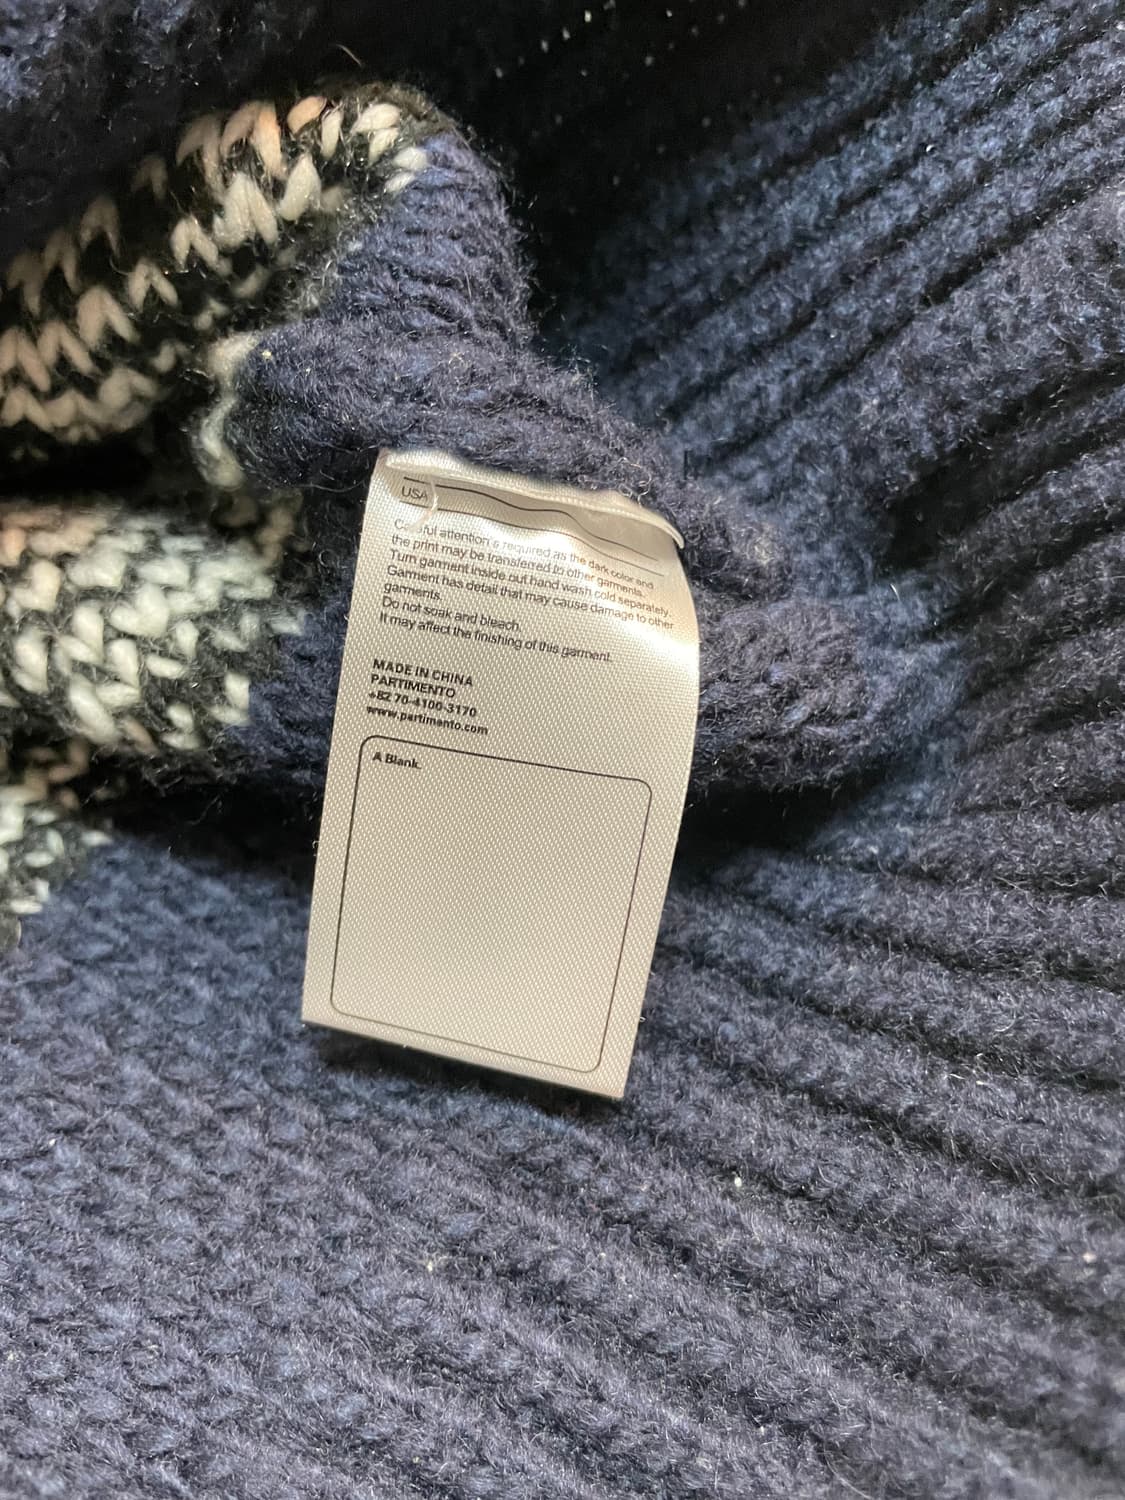 USA
Careful attention's required as the dark color and
the print may be transferred to other garments.
Turn garment inside out hand wash cold separately.
Garment has detail that may cause damage to other
garments.
Do not soak and bleach.
It may affect the finishing of this garment.
MADE IN CHINA
PARTIMENTO
+82 70-4100-3170
www.partimento.com
A Blank.